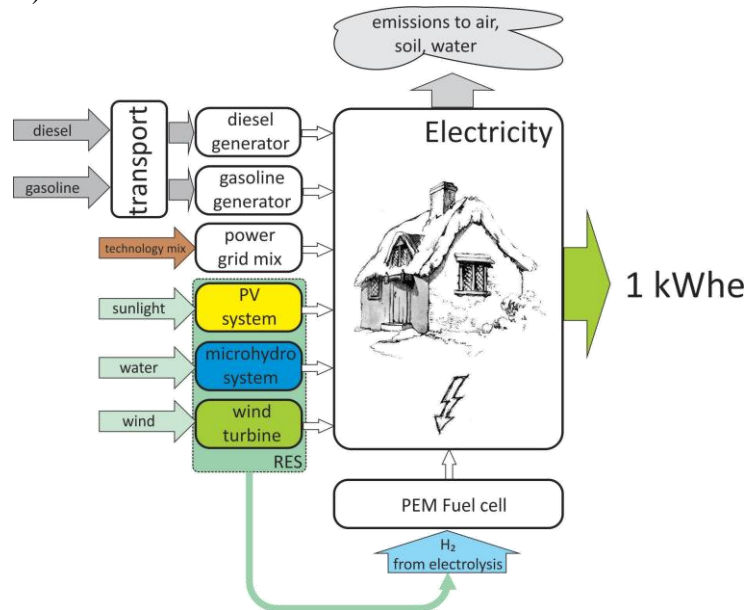 )
emissions to air,
soil, water
diesel
gasoline
transport
diesel
generator
gasoline
generator
technology mix
power
grid mix
sunlight
PV
system
water
microhydro
system
wind
wind
turbine
RES
Electricity
1 kWhe
PEM Fuel cell
H₂
from electrolysis